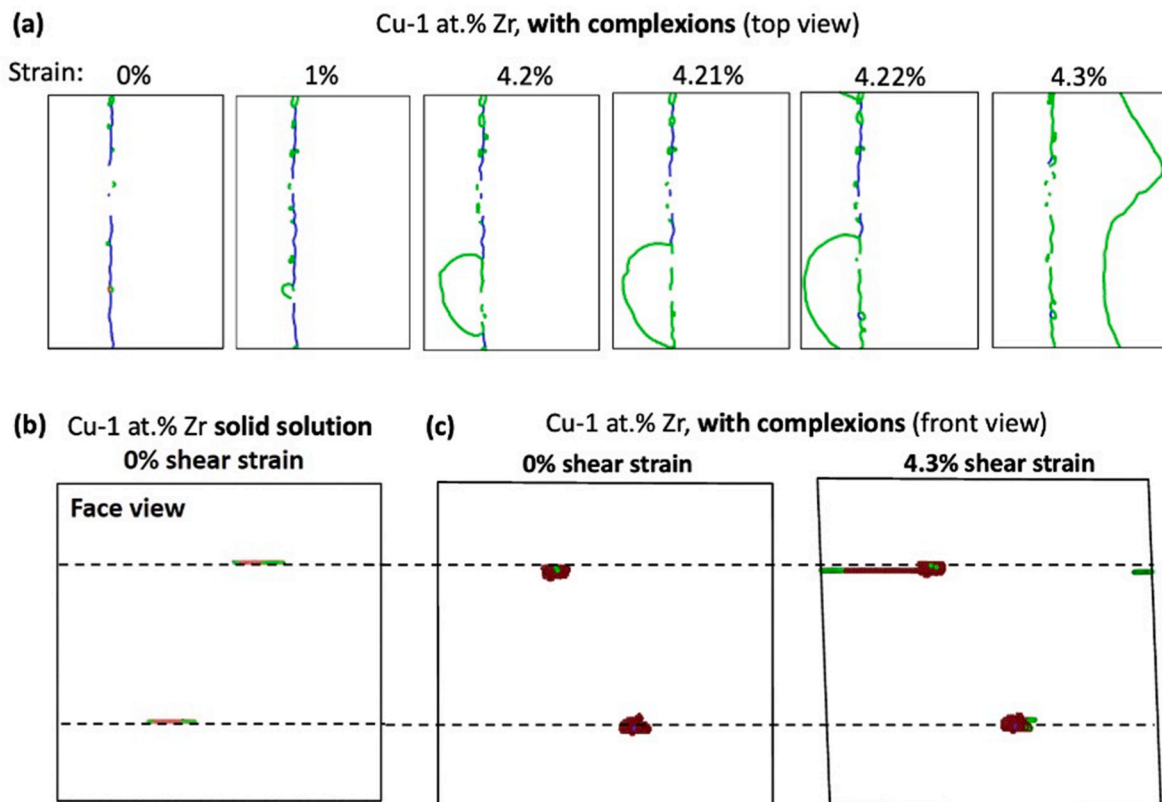 (a) Cu-1 at.% Zr, with complexions (top view)
Strain: 0% 1% 4.2% 4.21% 4.22% 4.3%
(b) Cu-1 at.% Zr solid solution
0% shear strain
Face view
(c) Cu-1 at.% Zr, with complexions (front view)
0% shear strain 4.3% shear strain